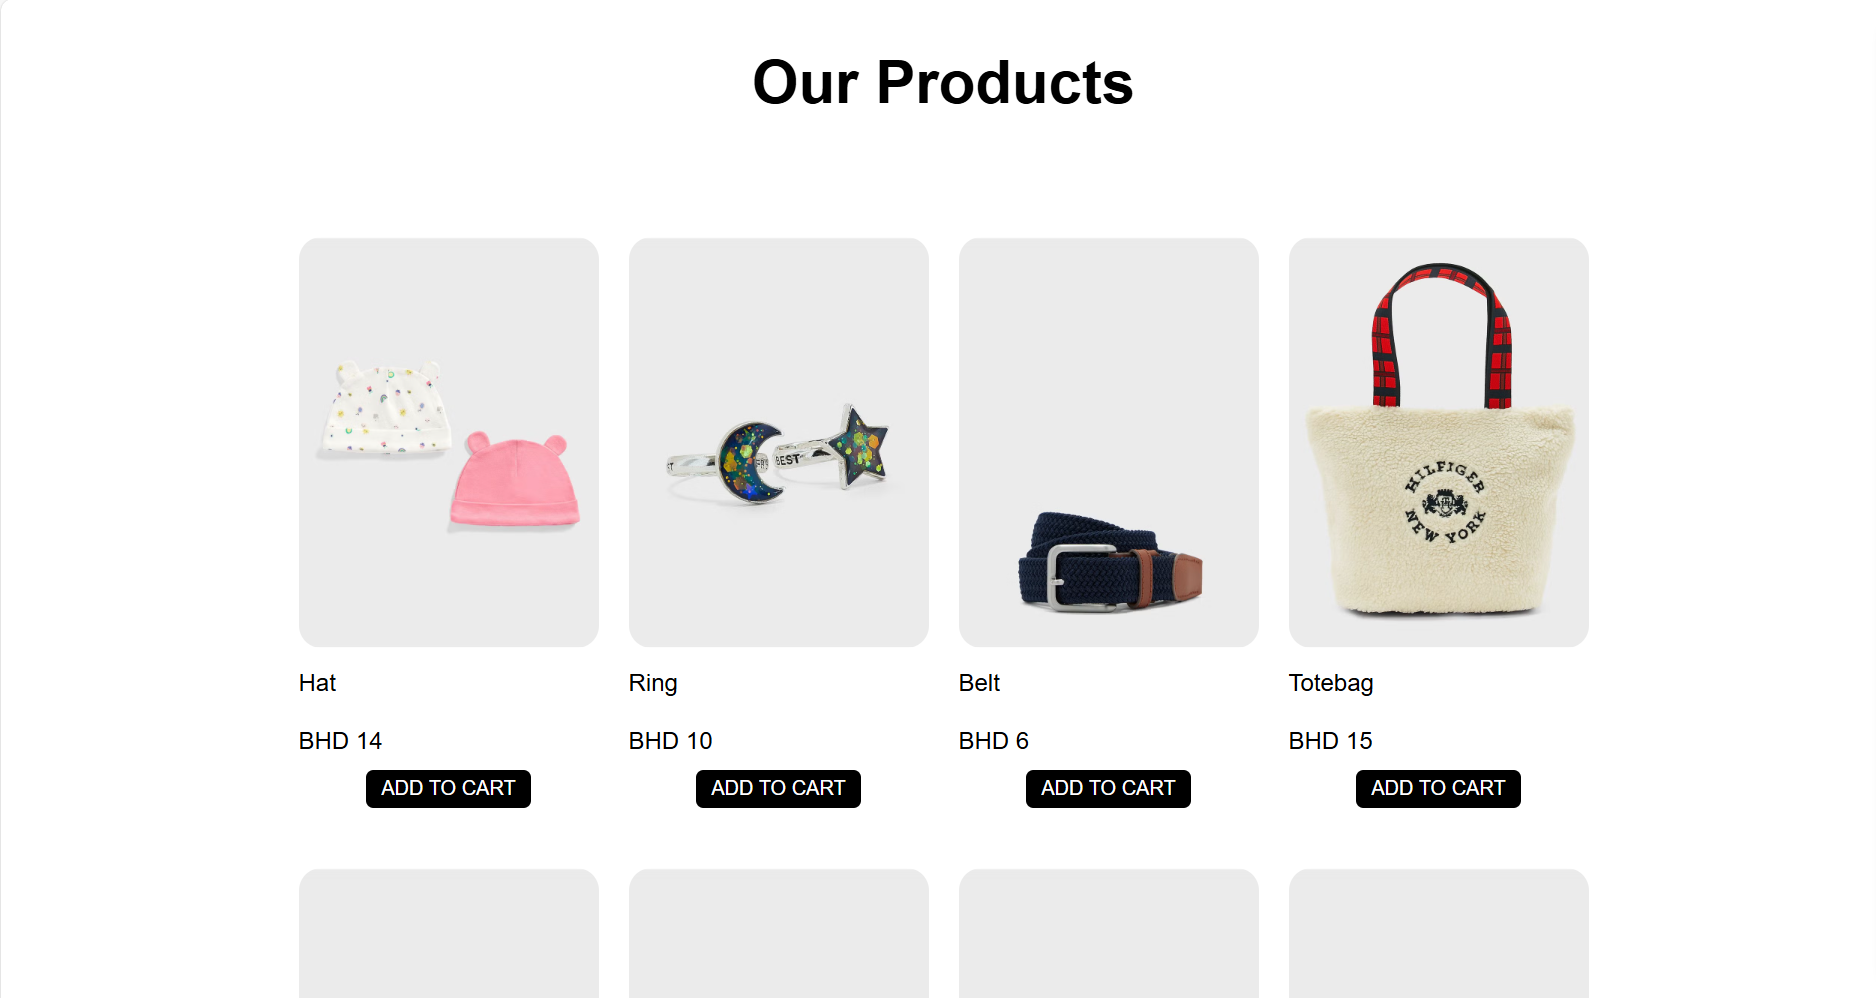 Our Products
HILFIGER
NEW YORK
BEST
Hat
Ring
Belt
Totebag
BHD 14
BHD 10
BHD 6
BHD 15
ADD TO CART
ADD TO CART
ADD TO CART
ADD TO CART